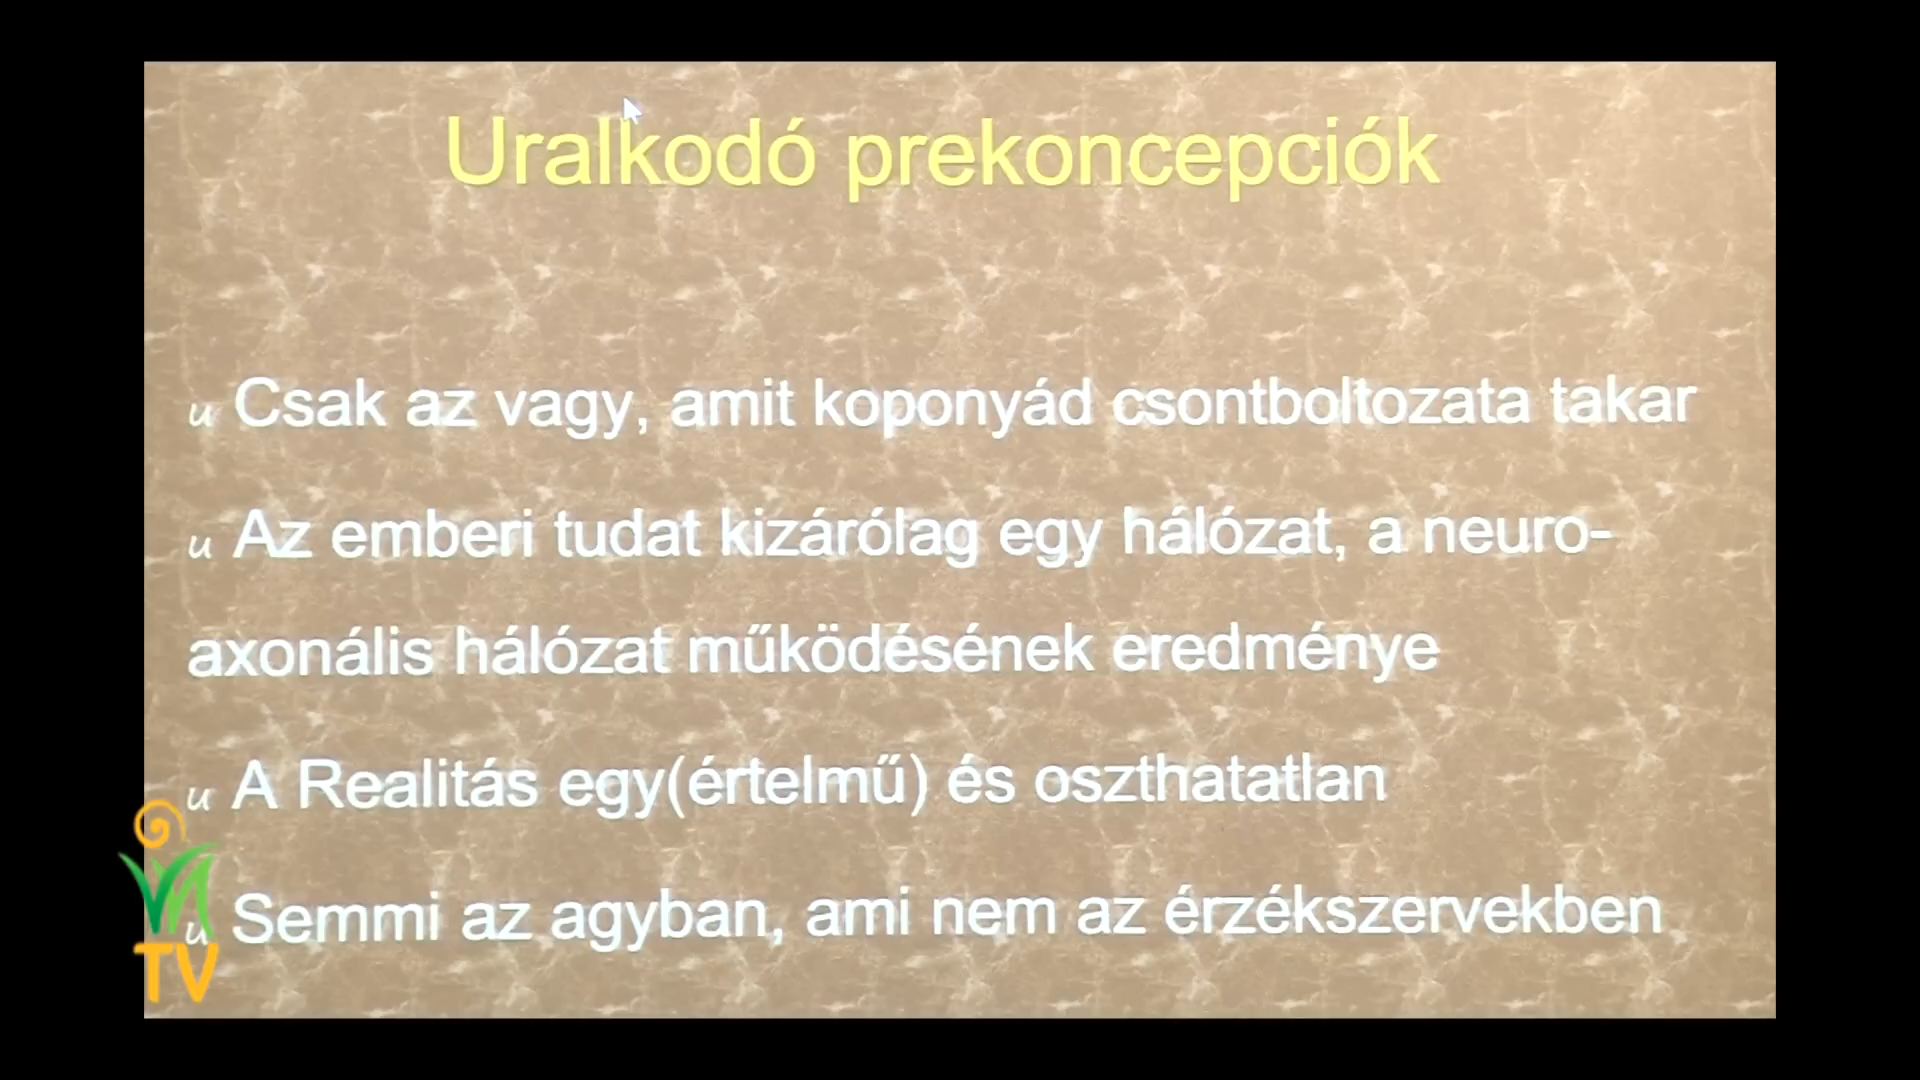 Uralkodó prekoncepciók
u Csak az vagy, amit koponyád csontboltozata takar
u Az emberi tudat kizárólag egy hálózat, a neuro-
axonális hálózat működésének eredménye
u A Realitás egy(értelmű) és oszthatatlan
u Semmi az agyban, ami nem az érzékszervekben
TV